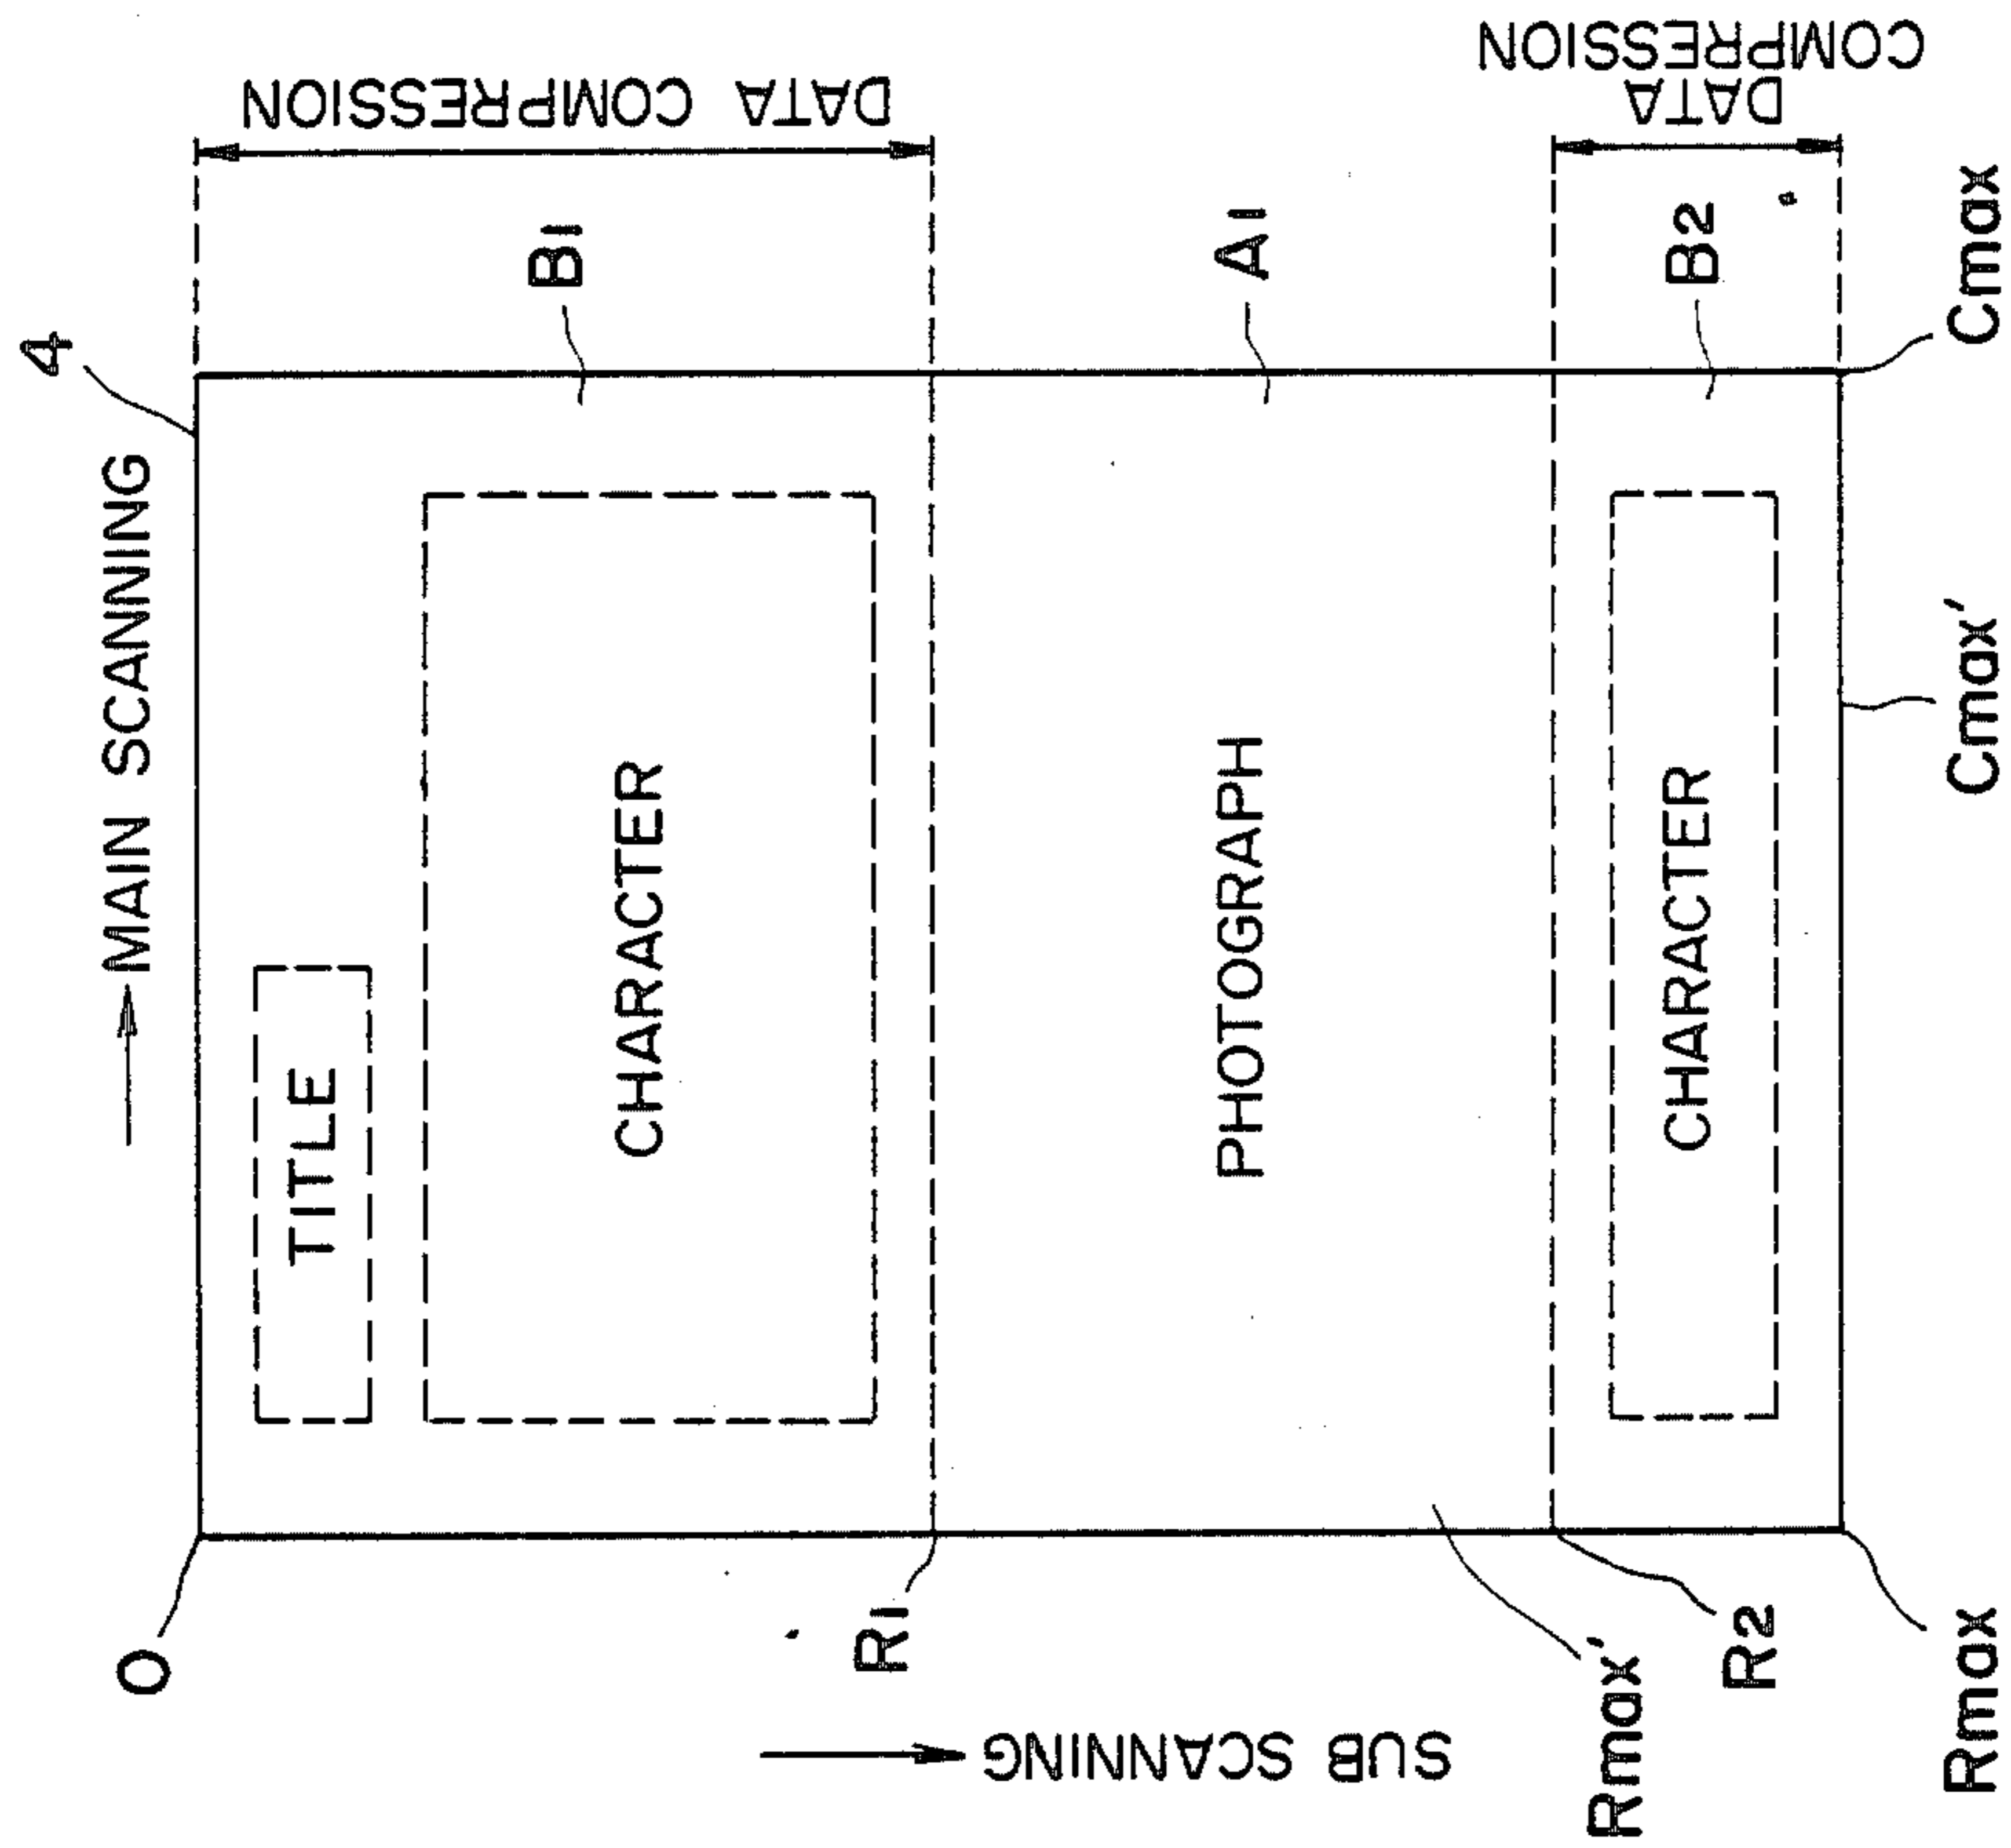 4
MAIN SCANNING
O
TITLE
DATA COMPRESSION
B1
CHARACTER
R1
SUB SCANNING
PHOTOGRAPH
A1
Rmax'
R2
CHARACTER
B2
DATA
COMPRESSION
Rmax
Cmax'
Cmax